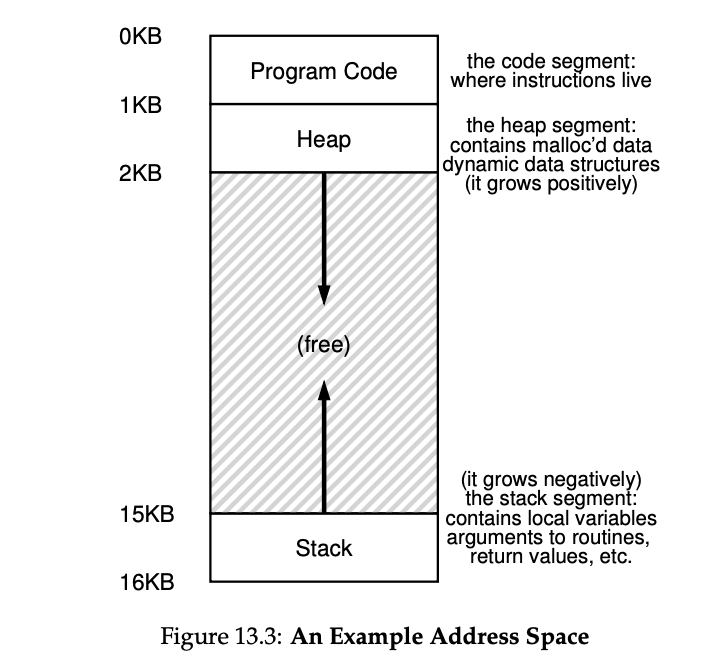 0KB
Program Code
the code segment:
where instructions live
1KB
Heap
the heap segment:
contains malloc’d data
dynamic data structures
(it grows positively)
2KB
(free)
(it grows negatively)
the stack segment:
contains local variables
arguments to routines,
return values, etc.
15KB
Stack
16KB
Figure 13.3: An Example Address Space